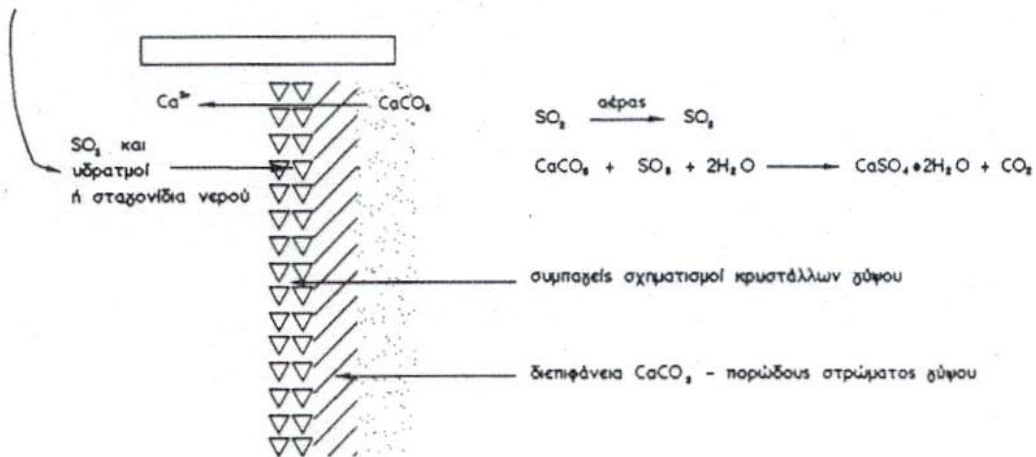 Ca²⁺
CaCO₃
SO₂ και
υδρατμοί
ή σταγονίδια νερού
SO₂ αέρας SO₃
CaCO₃ + SO₃ + 2H₂O CaSO₄•2H₂O + CO₂
συμπαγείς σχηματισμοί κρυστάλλων γύψου
διεπιφάνεια CaCO₃ - πορώδους στρώματος γύψου